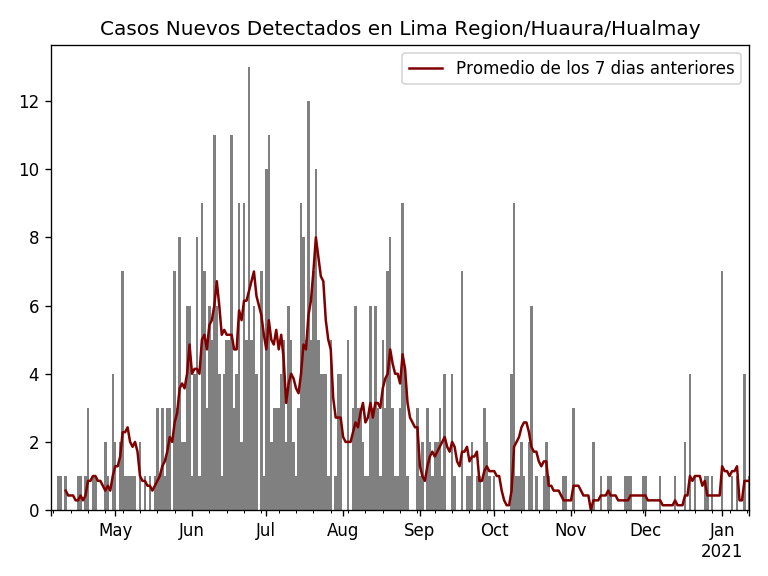 Casos Nuevos Detectados en Lima Region/Huaura/Hualmay
Promedio de los 7 dias anteriores
12
10
8
6
4
2
0
May Jun Jul Aug Sep Oct Nov Dec Jan
2021